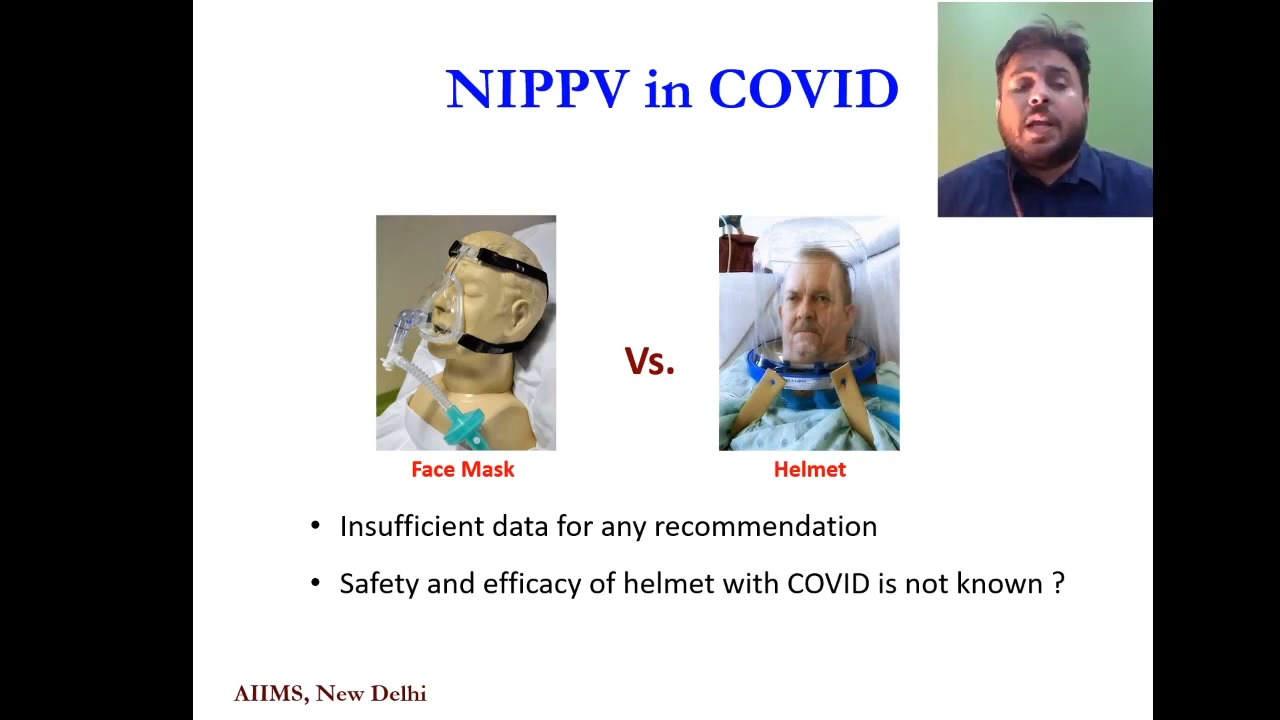 NIPPV in COVID
Vs.
Face Mask
Helmet
• Insufficient data for any recommendation
• Safety and efficacy of helmet with COVID is not known ?
AIIMS, New Delhi